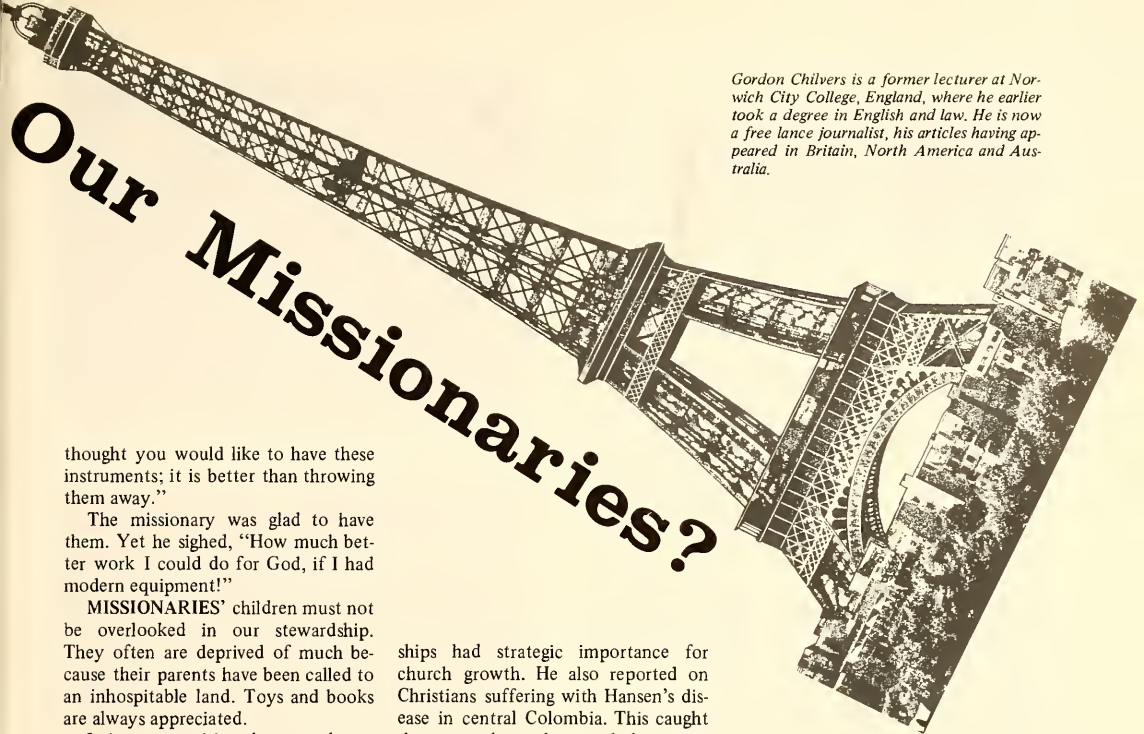 Our Missionaries?
Gordon Chilvers is a former lecturer at Nor-
wich City College, England, where he earlier
took a degree in English and law. He is now
a free lance journalist, his articles having ap-
peared in Britain, North America and Aus-
tralia.
thought you would like to have these
instruments; it is better than throwing
them away.”
The missionary was glad to have
them. Yet he sighed, “How much bet-
ter work I could do for God, if I had
modern equipment!”
MISSIONARIES’ children must not
be overlooked in our stewardship.
They often are deprived of much be-
cause their parents have been called to
an inhospitable land. Toys and books
are always appreciated.
ships had strategic importance for
church growth. He also reported on
Christians suffering with Hansen’s dis-
ease in central Colombia. This caught